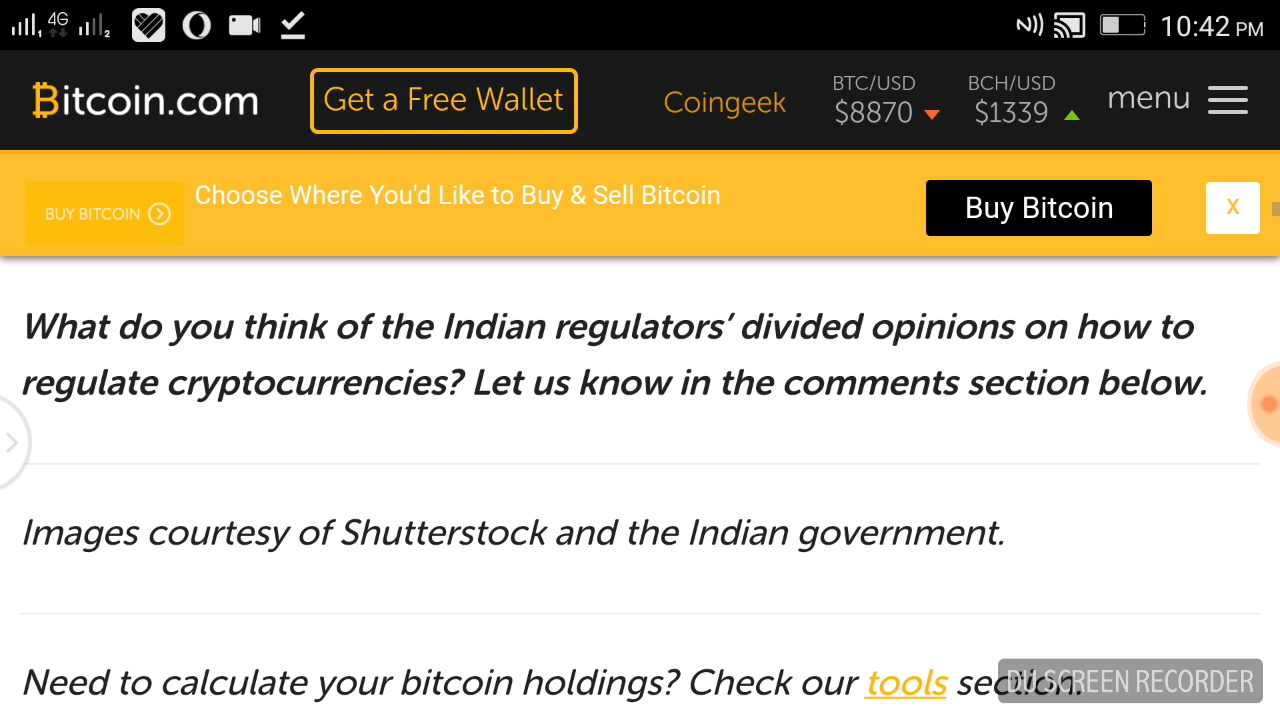 4G
1
2
10:42 PM
Bitcoin.com
Get a Free Wallet
Coingeek
BTC/USD
$8870
BCH/USD
$1339
menu
BUY BITCOIN
Choose Where You'd Like to Buy & Sell Bitcoin
Buy Bitcoin
X
What do you think of the Indian regulators’ divided opinions on how to
regulate cryptocurrencies? Let us know in the comments section below.
Images courtesy of Shutterstock and the Indian government.
Need to calculate your bitcoin holdings? Check our tools section.
DU SCREEN RECORDER